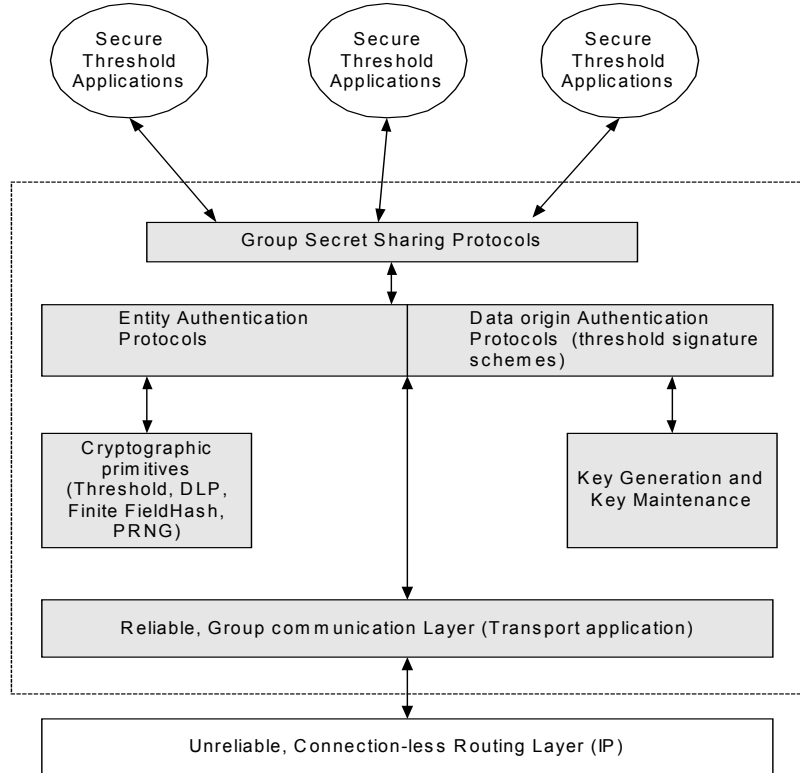 Secure
Threshold
Applications
Secure
Threshold
Applications
Secure
Threshold
Applications
Group Secret Sharing Protocols
Entity Authentication
Protocols
Data origin Authentication
Protocols (threshold signature
schemes)
Cryptographic
primitives
(Threshold, DLP,
Finite FieldHash,
PRNG)
Key Generation and
Key Maintenance
Reliable, Group communication Layer (Transport application)
Unreliable, Connection-less Routing Layer (IP)